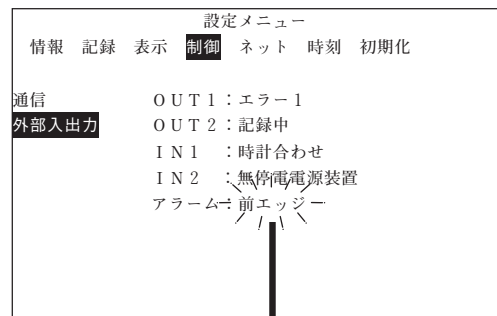 設定メニュー
情報 記録 表示 制御 ネット 時刻 初期化
通信 OUT1：エラー1
外部入出力 OUT2：記録中
IN1 ：時計合わせ
IN2 ：無停電電源装置
アラーム：前エッジ